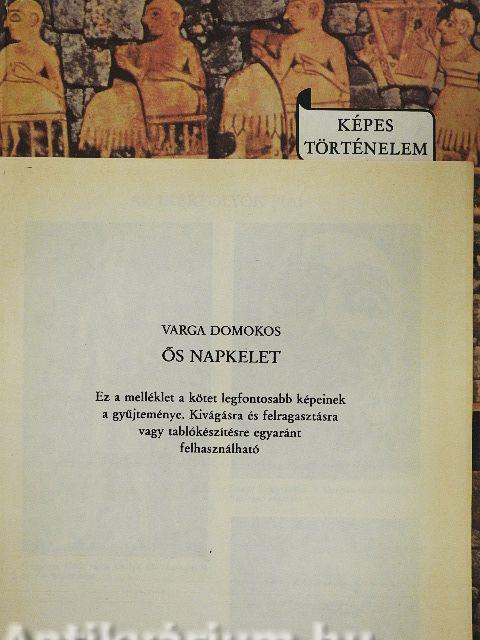 KÉPES
TÖRTÉNELEM
VARGA DOMOKOS
ŐS NAPKELET
Ez a melléklet a kötet legfontosabb képeinek
a gyűjteménye. Kivágásra és felragasztásra
vagy tablókészítésre egyaránt
felhasználható
Antikvárium.hu